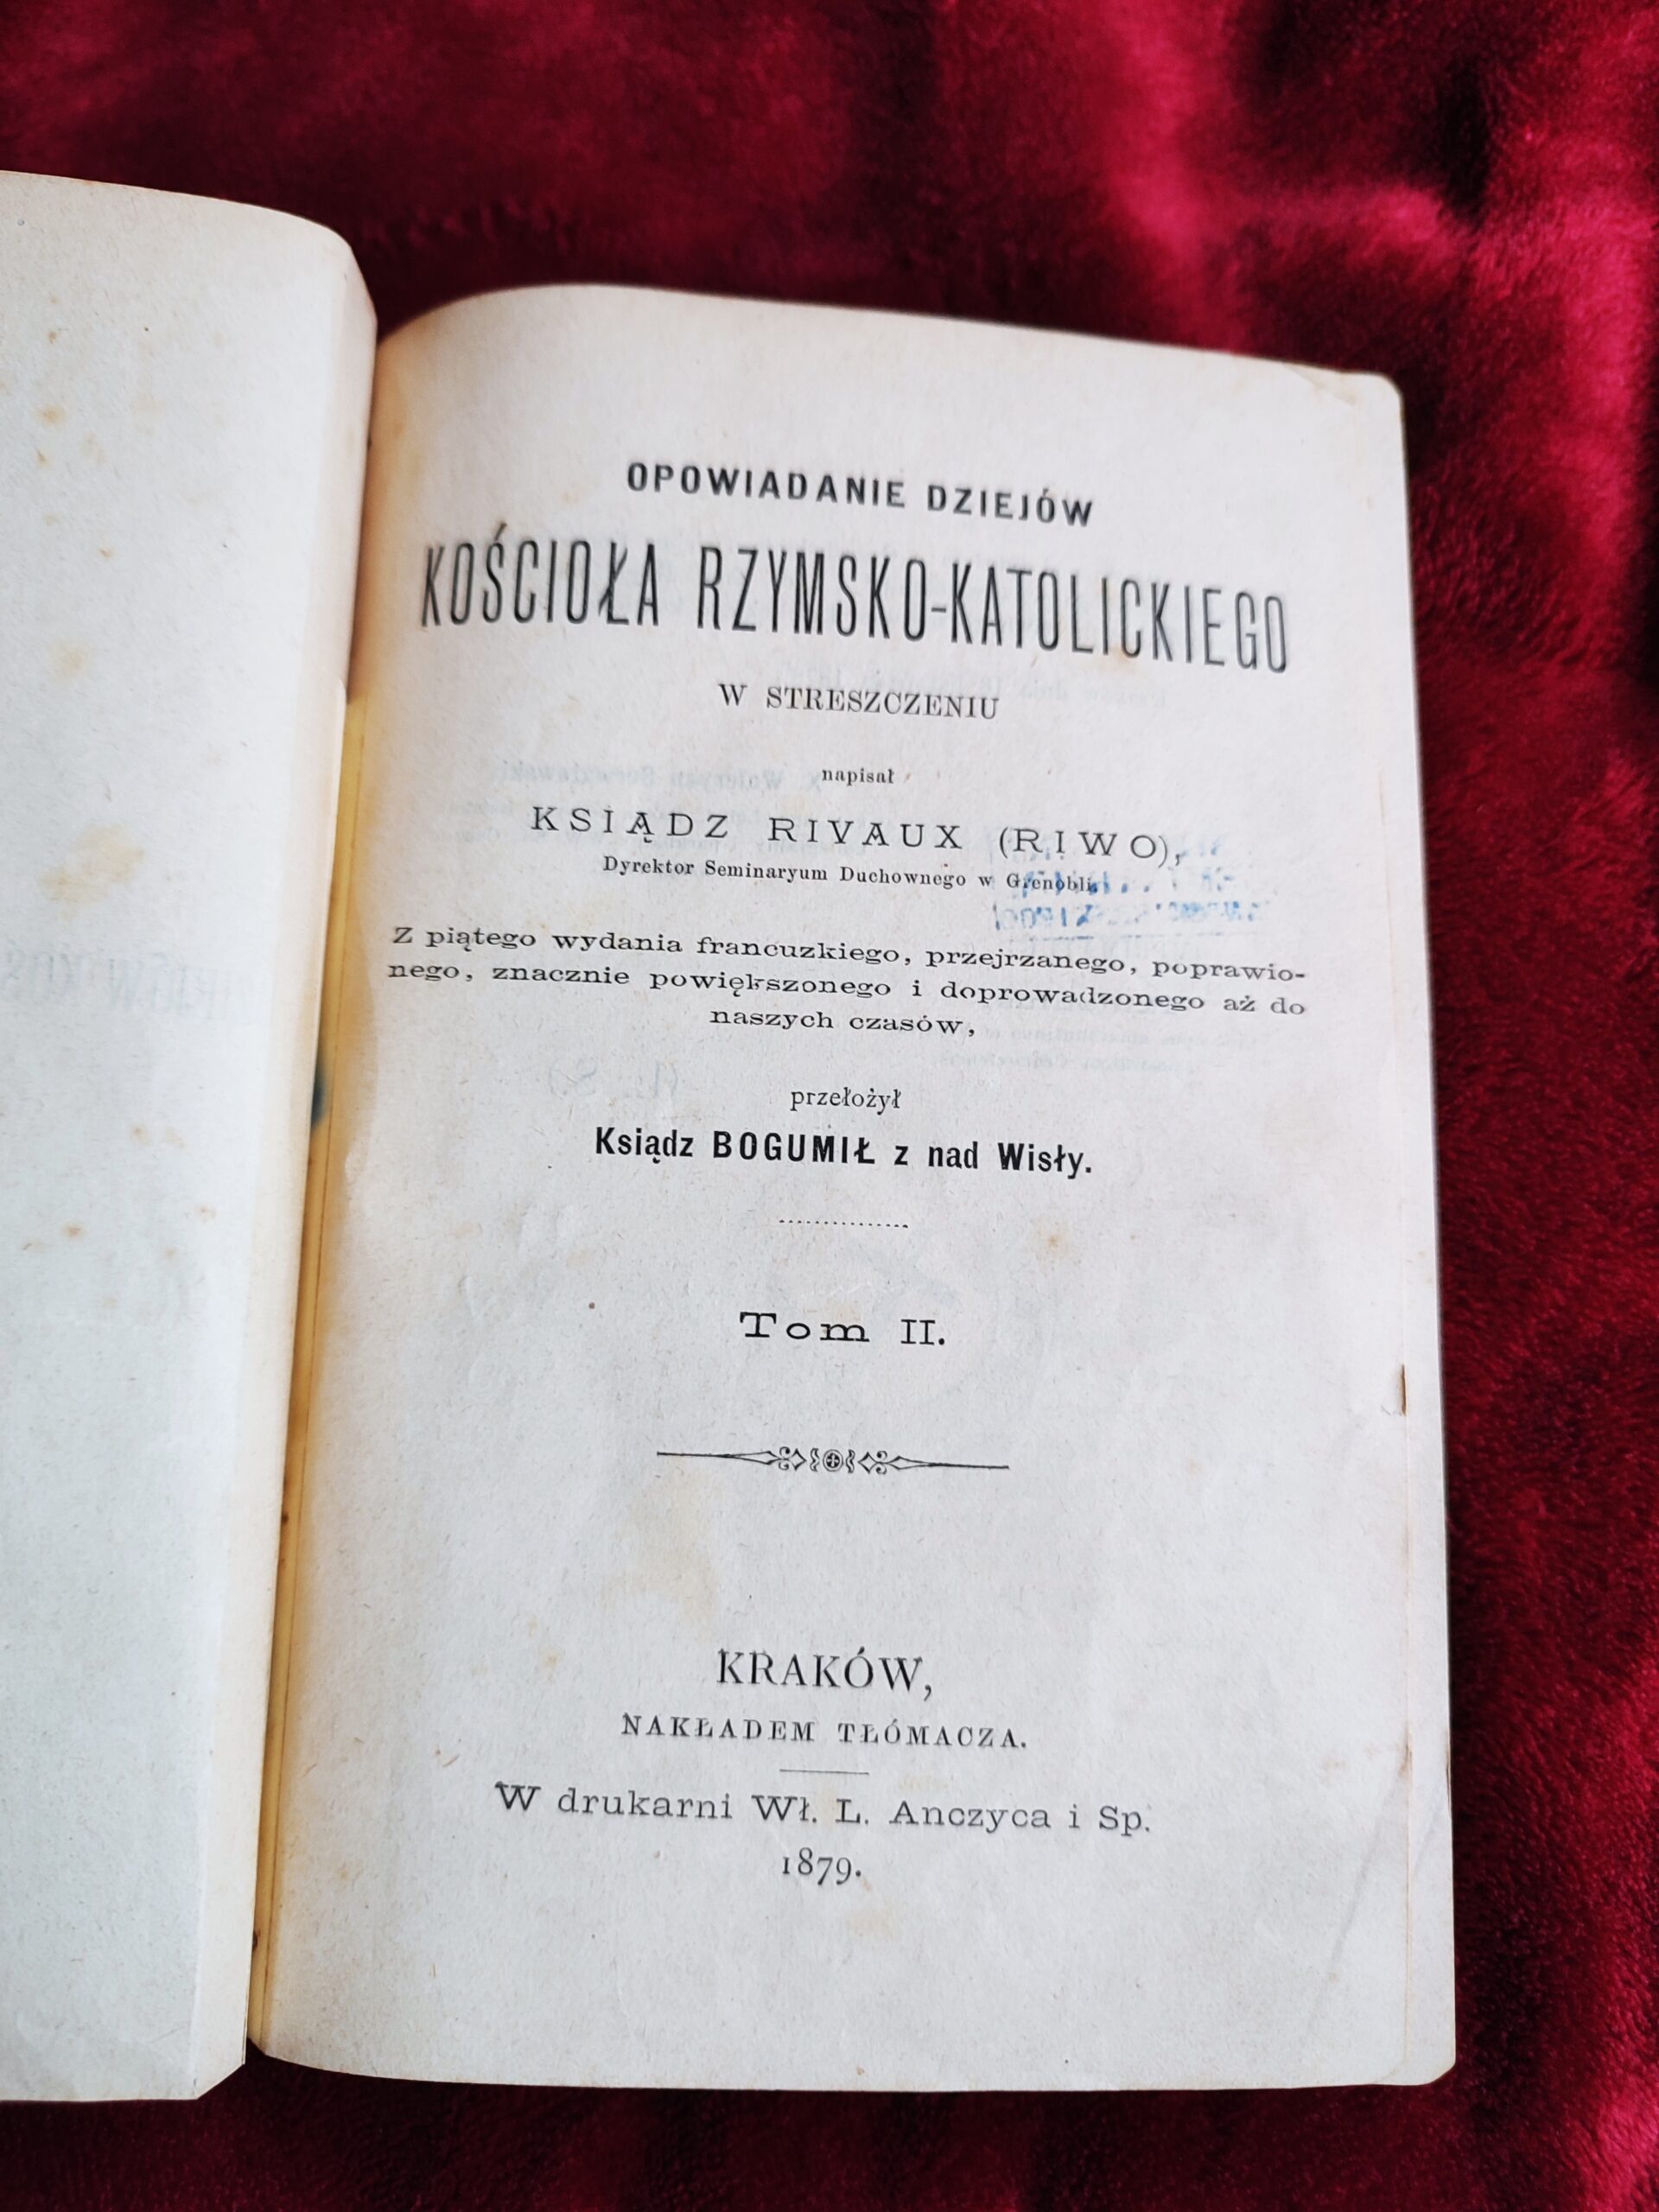 OPOWIADANIE DZIEJÓW
KOŚCIOŁA RZYMSKO-KATOLICKIEGO
W STRESZCZENIU
napisał
KSIĄDZ RIVAUX (RIWO),
Dyrektor Seminaryum Duchownego w Grenobli
Z piątego wydania francuzkiego, przejrzanego, poprawio-
nego, znacznie powiększonego i doprowadzonego aż do
naszych czasów,
przełożył
Ksiądz BOGUMIŁ z nad Wisły.
Tom II.
KRAKÓW,
NAKŁADEM TŁÓMACZA.
W drukarni Wł. L. Anczyca i Sp.
1879.